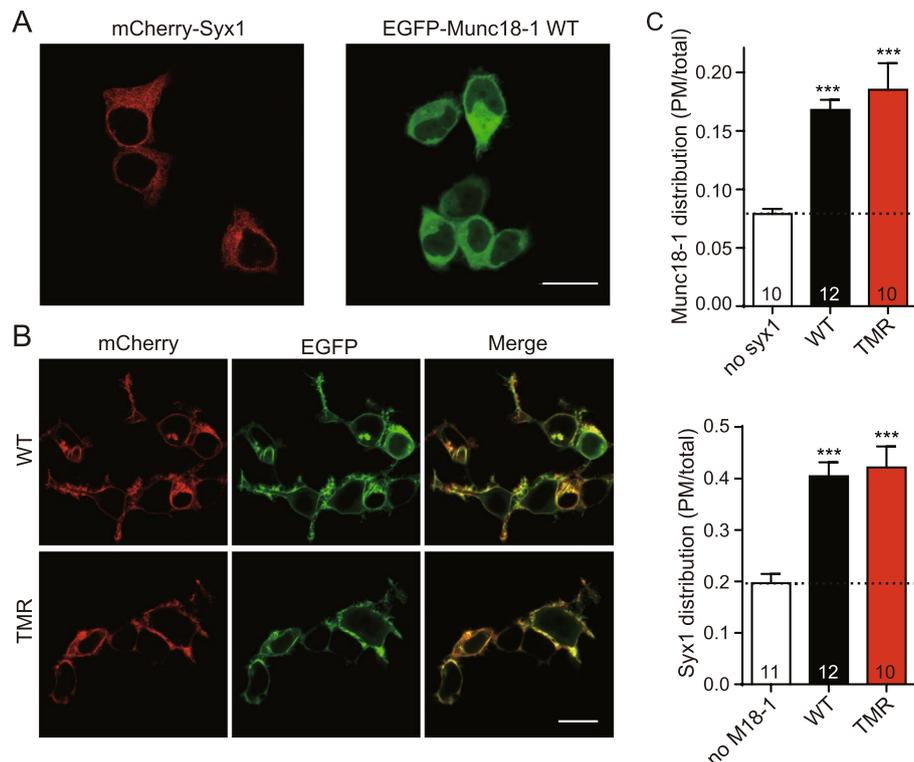 A
mCherry-Syx1
EGFP-Munc18-1 WT
B
mCherry
EGFP
Merge
WT
TMR
C
Munc18-1 distribution (PM/total)
0.20
0.15
0.10
0.05
0.00
***
***
10
12
10
no syx1
WT
TMR
Syx1 distribution (PM/total)
0.5
0.4
0.3
0.2
0.1
0.0
***
***
11
12
10
no M18-1
WT
TMR